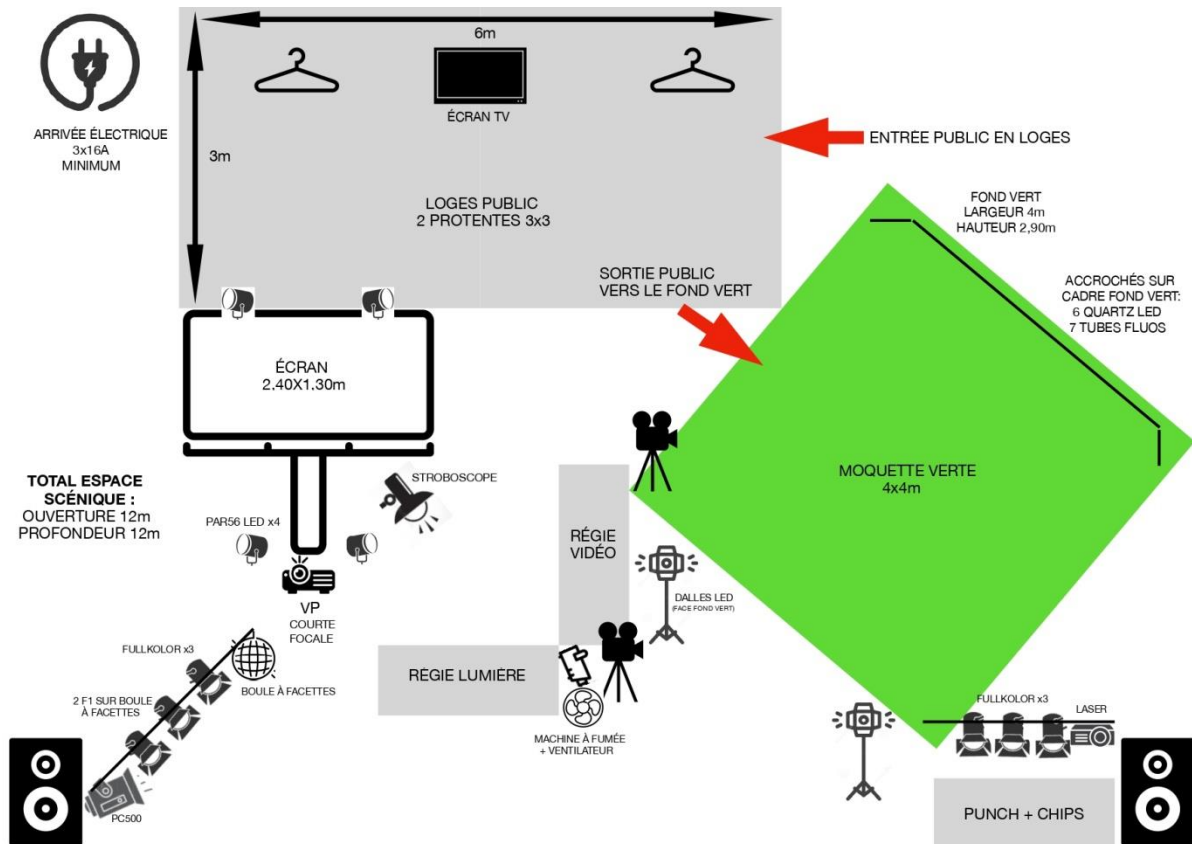 6m
ÉCRAN TV
ARRIVÉE ÉLECTRIQUE
3x16A
MINIMUM
3m
ENTRÉE PUBLIC EN LOGES
LOGES PUBLIC
2 PROTENTES 3x3
FOND VERT
LARGEUR 4m
HAUTEUR 2,90m
SORTIE PUBLIC
VERS LE FOND VERT
ACCROCHÉS SUR
CADRE FOND VERT:
6 QUARTZ LED
7 TUBES FLUOS
ÉCRAN
2.40X1.30m
MOQUETTE VERTE
4x4m
STROBOSCOPE
TOTAL ESPACE
SCÉNIQUE :
OUVERTURE 12m
PROFONDEUR 12m
PAR56 LED x4
RÉGIE
VIDÉO
DALLES LED
(FACE FOND VERT)
VP
COURTE
FOCALE
FULLKOLOR x3
BOULE À FACETTES
RÉGIE LUMIÈRE
2 F1 SUR BOULE
À FACETTES
MACHINE À FUMÉE
+ VENTILATEUR
FULLKOLOR x3
LASER
PC500
PUNCH + CHIPS